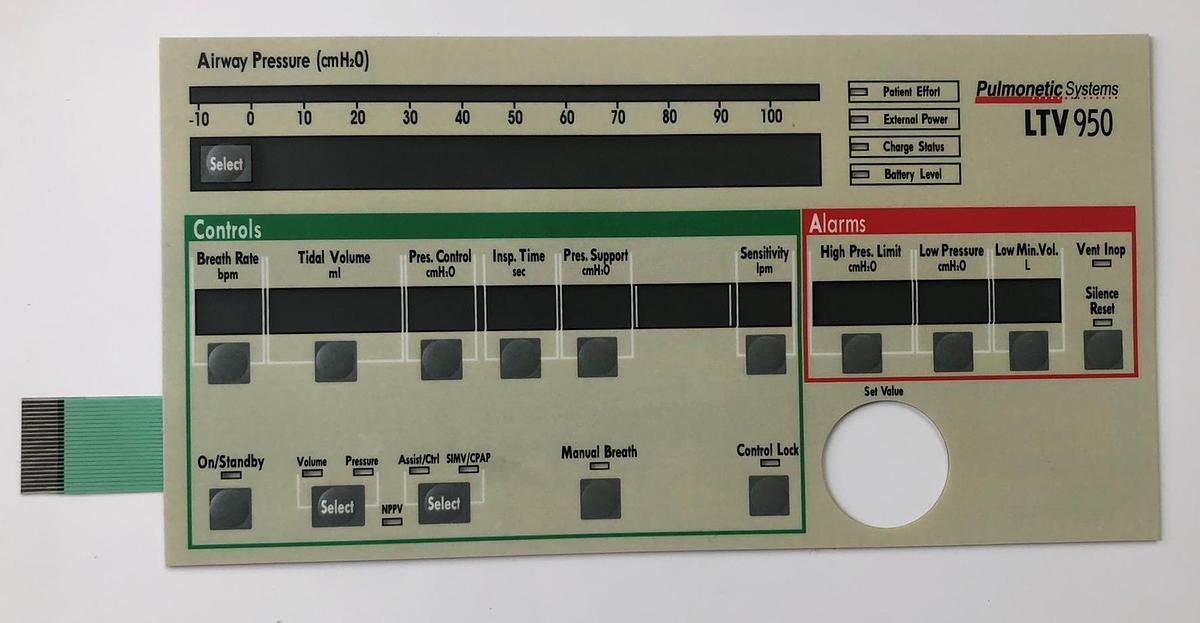 Airway Pressure (cmH₂O)
-10 0 10 20 30 40 50 60 70 80 90 100
Select
Patient Effort
External Power
Charge Status
Battery Level
Pulmonetic Systems
LTV 950
Controls
Breath Rate
bpm
Tidal Volume
ml
Pres. Control
cmH₂O
Insp. Time
sec
Pres. Support
cmH₂O
Sensitivity
lpm
Alarms
High Pres. Limit
cmH₂O
Low Pressure
cmH₂O
Low Min.Vol.
L
Vent Inop
Silence
Reset
Set Value
On/Standby
Volume
Pressure
Select
NPPV
Assist/Ctrl
SIMV/CPAP
Select
Manual Breath
Control Lock